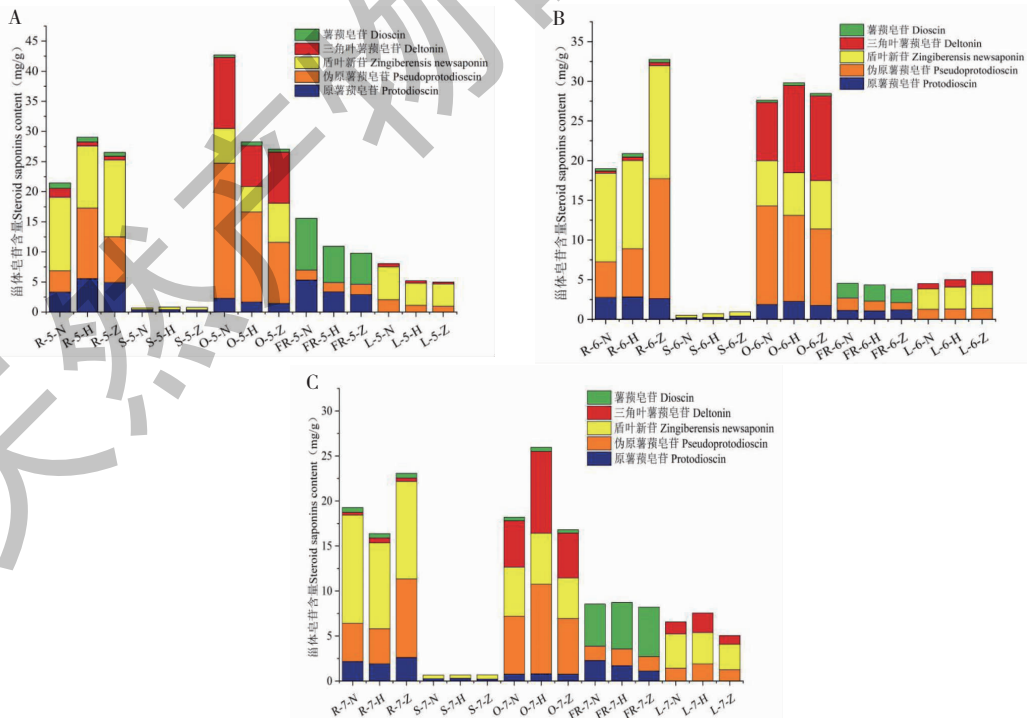 A
甾体皂苷含量Steroid saponins content（mg/g）
45
40
35
30
25
20
15
10
5
0
薯蓣皂苷 Dioscin
三角叶薯蓣皂苷 Deltonin
盾叶新苷 Zingiberensis newsaponin
伪原薯蓣皂苷 Pseudoprotodioscin
原薯蓣皂苷 Protodioscin
R-5-N
R-5-H
R-5-Z
S-5-N
S-5-H
S-5-Z
O-5-N
O-5-H
O-5-Z
FR-5-N
FR-5-H
FR-5-Z
L-5-N
L-5-H
L-5-Z
B
甾体皂苷含量Steroid saponins content（mg/g）
35
30
25
20
15
10
5
0
薯蓣皂苷 Dioscin
三角叶薯蓣皂苷 Deltonin
盾叶新苷 Zingiberensis newsaponin
伪原薯蓣皂苷 Pseudoprotodioscin
原薯蓣皂苷 Protodioscin
R-6-N
R-6-H
R-6-Z
S-6-N
S-6-H
S-6-Z
O-6-N
O-6-H
O-6-Z
FR-6-N
FR-6-H
FR-6-Z
L-6-N
L-6-H
L-6-Z
C
甾体皂苷含量Steroid saponins content（mg/g）
30
25
20
15
10
5
0
薯蓣皂苷 Dioscin
三角叶薯蓣皂苷 Deltonin
盾叶新苷 Zingiberensis newsaponin
伪原薯蓣皂苷 Pseudoprotodioscin
原薯蓣皂苷 Protodioscin
R-7-N
R-7-H
R-7-Z
S-7-N
S-7-H
S-7-Z
O-7-N
O-7-H
O-7-Z
FR-7-N
FR-7-H
FR-7-Z
L-7-N
L-7-H
L-7-Z
天然产物